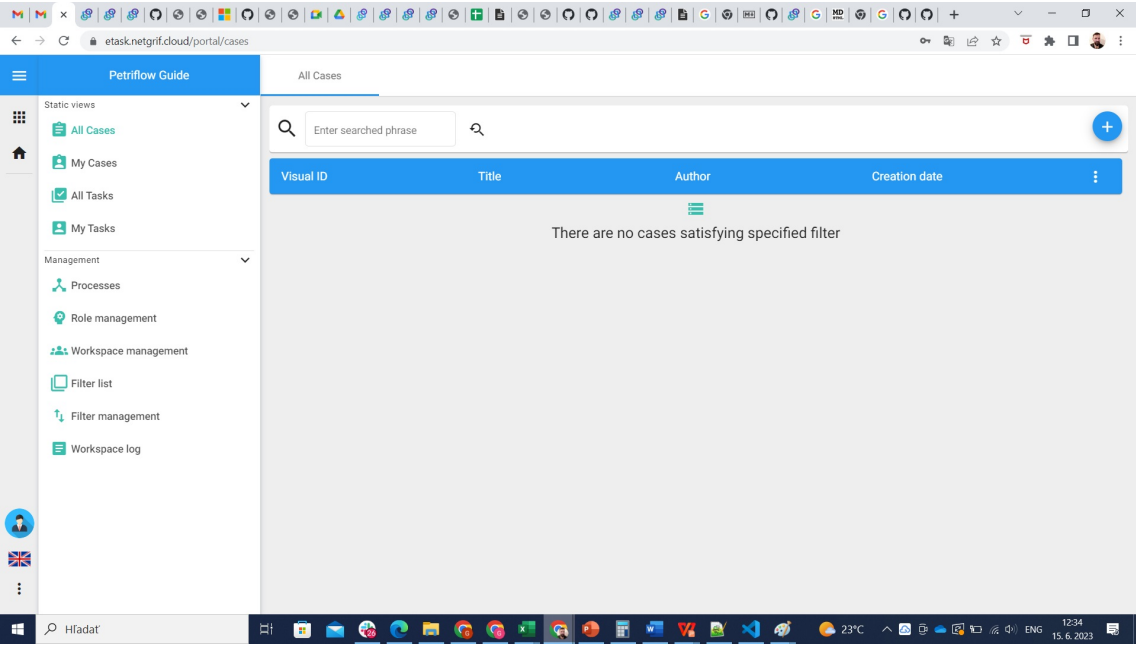 etask.netgrif.cloud/portal/cases
Petriflow Guide
All Cases
Static views
All Cases
My Cases
All Tasks
My Tasks
Management
Processes
Role management
Workspace management
Filter list
Filter management
Workspace log
Enter searched phrase
Visual ID Title Author Creation date
There are no cases satisfying specified filter
Hľadať
23°C
ENG
12:34
15. 6. 2023